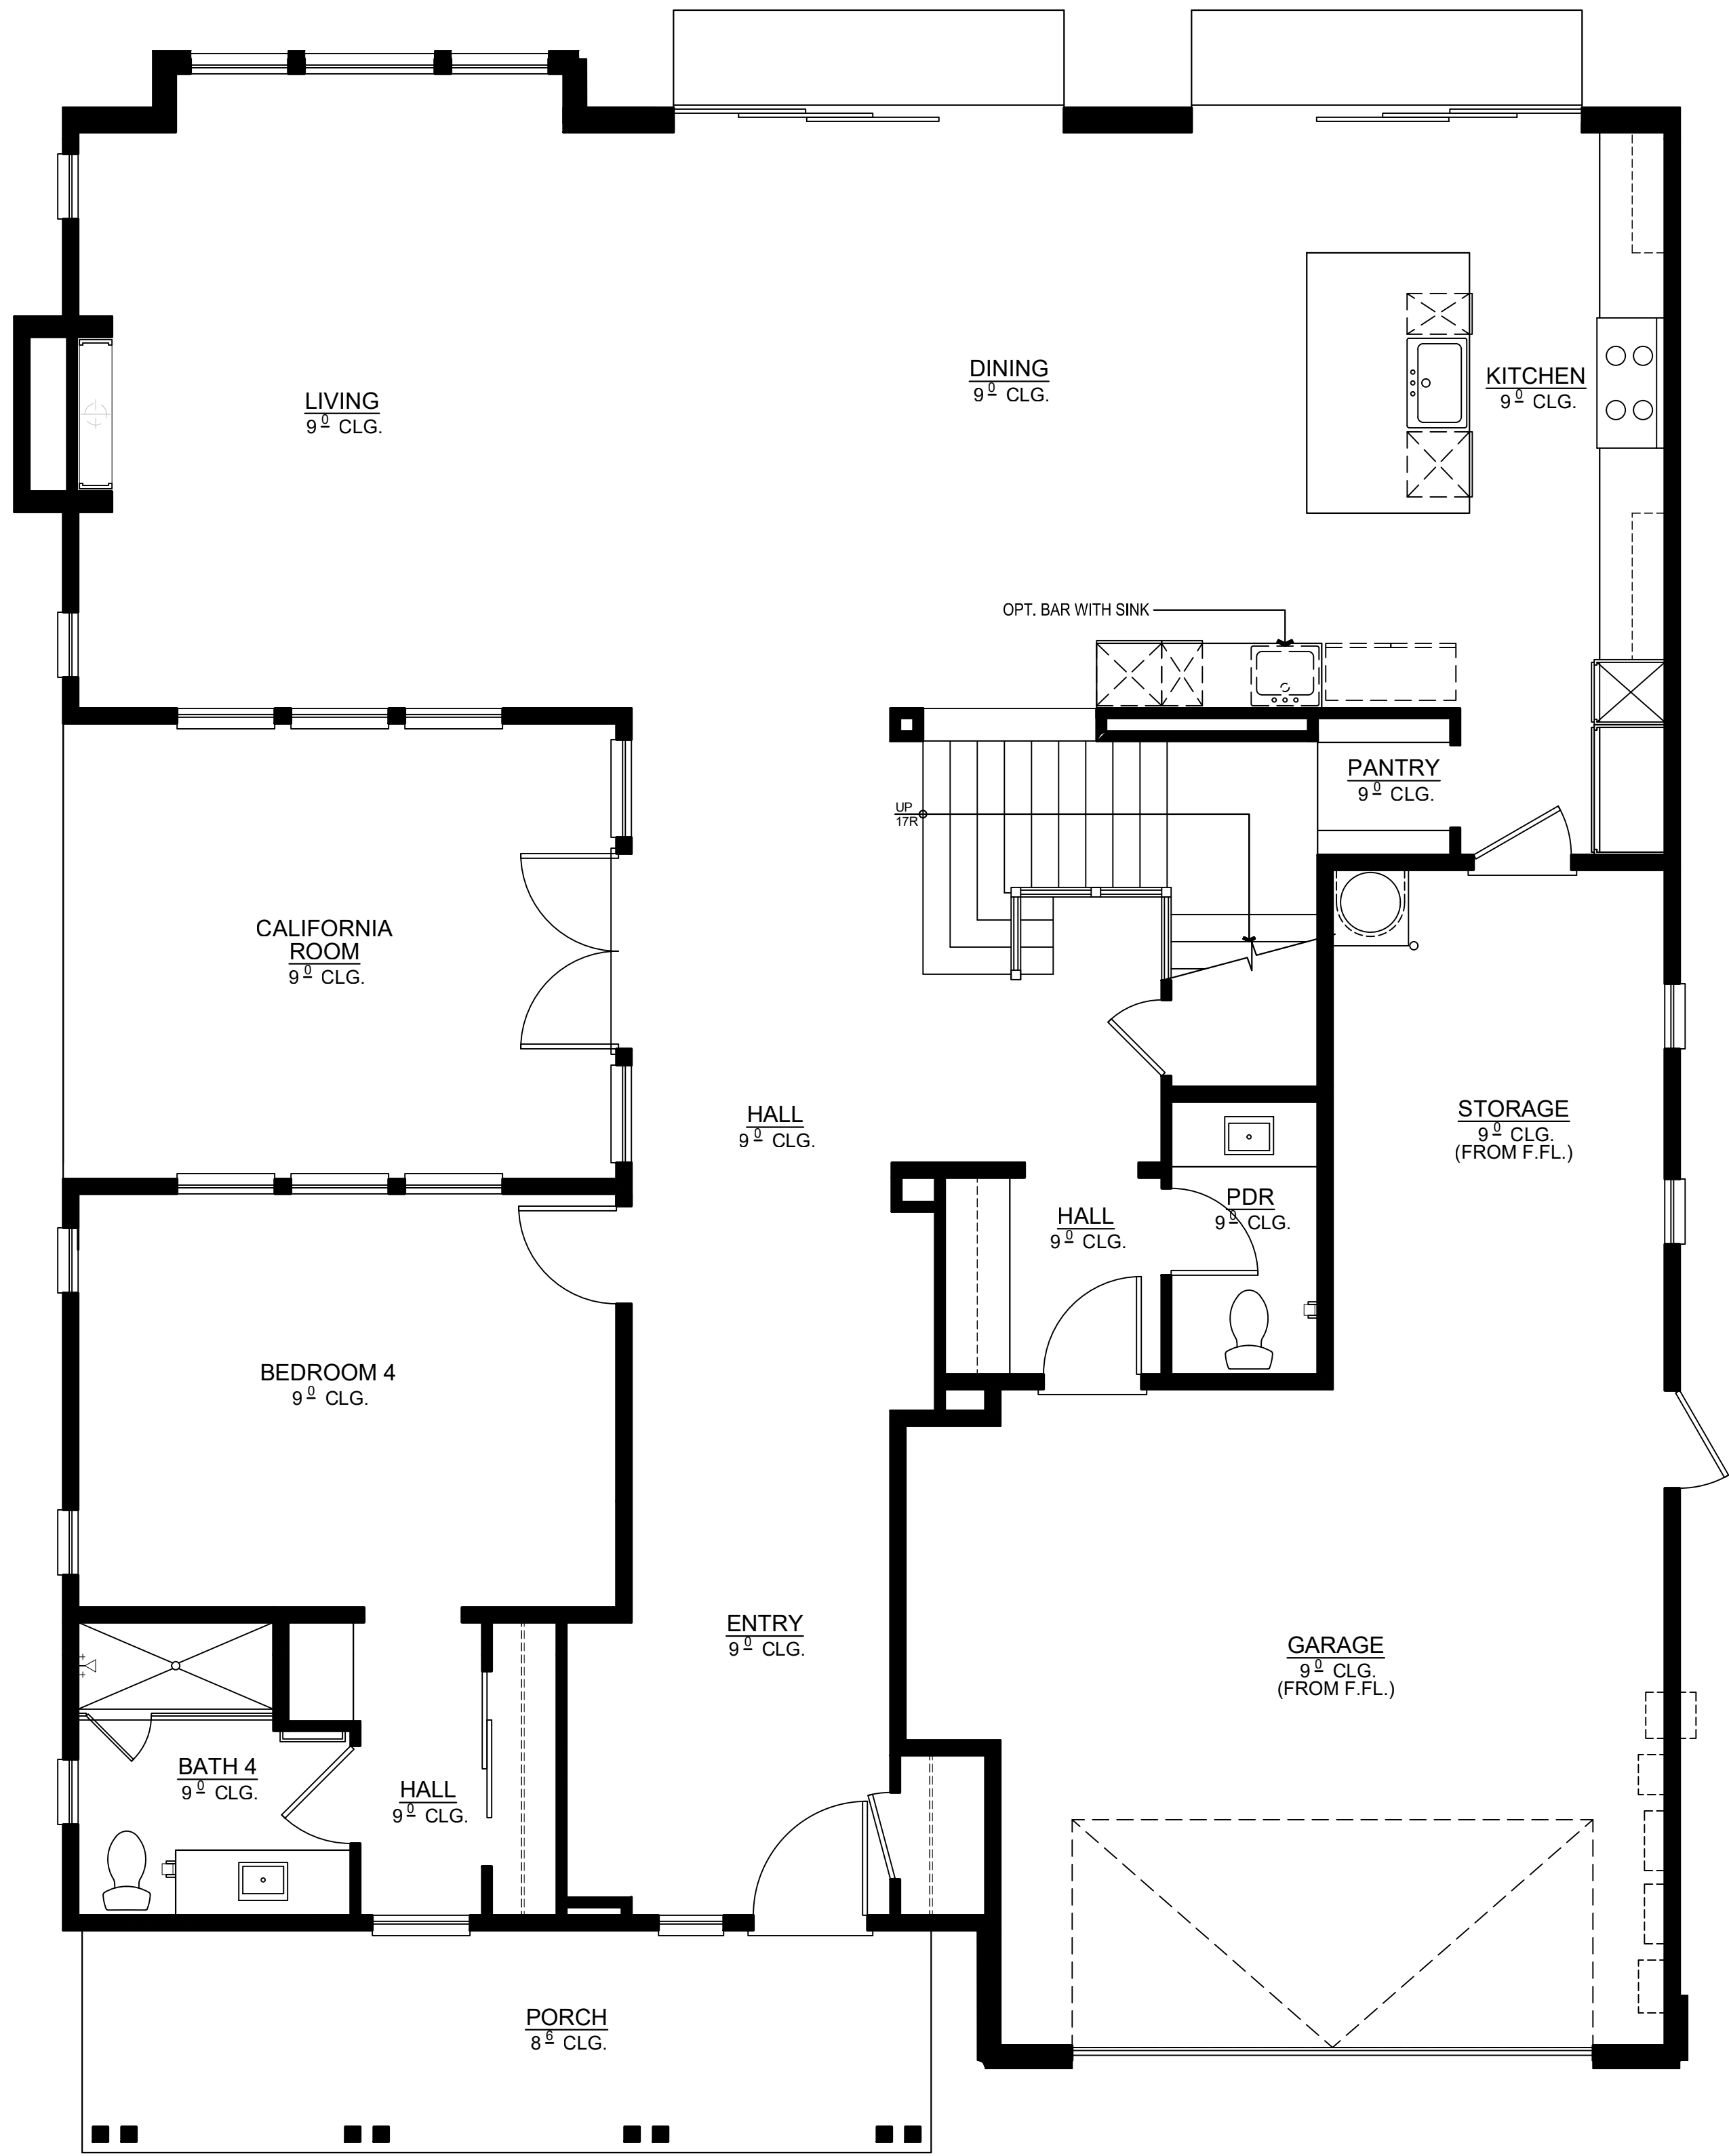 LIVING
9 0 CLG.
DINING
9 0 CLG.
KITCHEN
9 0 CLG.
OPT. BAR WITH SINK
PANTRY
9 0 CLG.
UP
17R
CALIFORNIA
ROOM
9 0 CLG.
HALL
9 0 CLG.
STORAGE
9 0 CLG.
(FROM F.FL.)
HALL
9 0 CLG.
PDR
9 0 CLG.
BEDROOM 4
9 0 CLG.
ENTRY
9 0 CLG.
GARAGE
9 0 CLG.
(FROM F.FL.)
BATH 4
9 0 CLG.
HALL
9 0 CLG.
PORCH
8 6 CLG.